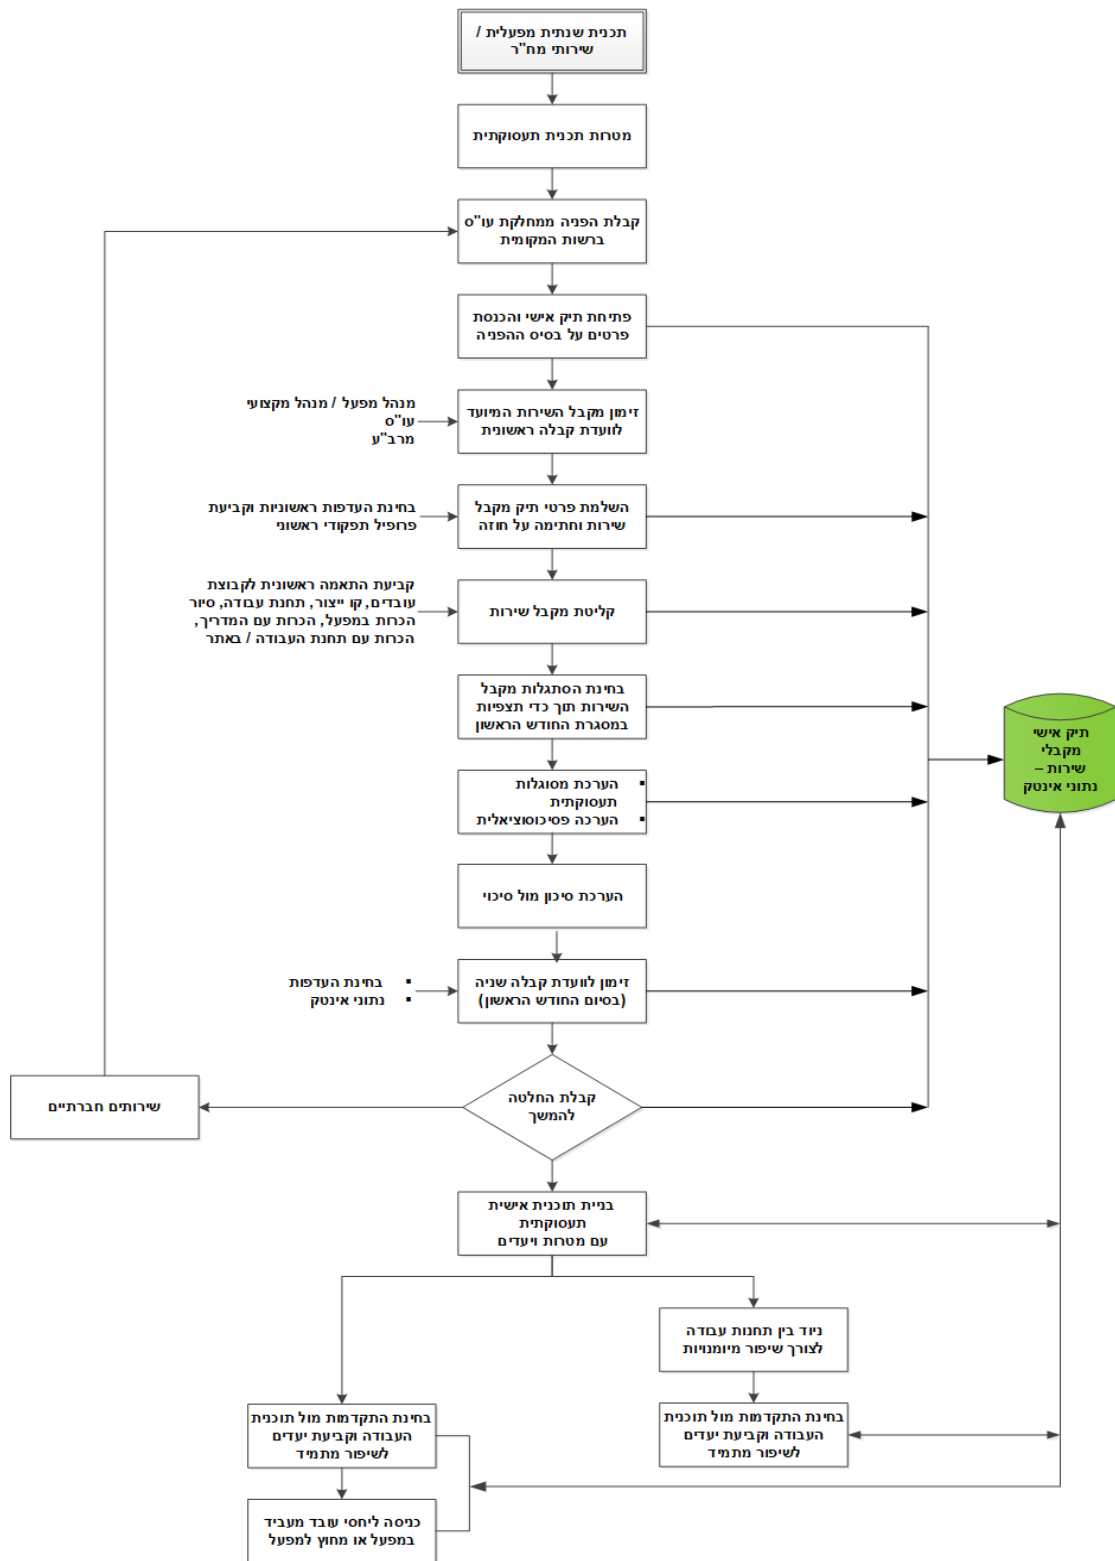 תכנית שנתית מפעלית /
שירותי מח"ר
מטרות תכנית תעסוקתית
קבלת הפניה ממחלקת עו"ס
ברשות המקומית
פתיחת תיק אישי והכנסת
פרטים על בסיס ההפניה
זימון מקבל השירות המיועד
לוועדת קבלה ראשונית
מנהל מפעל / מנהל מקצועי
עו"ס
מרב"ע
השלמת פרטי תיק מקבל
שירות וחתימה על חוזה
בחינת העדפות ראשוניות וקביעת
פרופיל תפקודי ראשוני
קליטת מקבל שירות
קביעת התאמה ראשונית לקבוצת
עובדים, קו ייצור, תחנת עבודה, סיור
הכרות במפעל, הכרות עם המדריך,
הכרות עם תחנת העבודה / באתר
בחינת הסתגלות מקבל
השירות תוך כדי תצפיות
במסגרת החודש הראשון
תיק אישי
מקבלי
שירות –
נתוני אינטק
▪ הערכת מסוגלות
תעסוקתית
▪ הערכה פסיכוסוציאלית
הערכת סיכון מול סיכוי
זימון לוועדת קבלה שניה
(בסיום החודש הראשון)
▪ בחינת העדפות
▪ נתוני אינטק
קבלת החלטה
להמשך
שירותים חברתיים
בניית תוכנית אישית
תעסוקתית
עם מטרות ויעדים
ניוד בין תחנות עבודה
לצורך שיפור מיומנויות
בחינת התקדמות מול תוכנית
העבודה וקביעת יעדים
לשיפור מתמיד
בחינת התקדמות מול תוכנית
העבודה וקביעת יעדים
לשיפור מתמיד
כניסה ליחסי עובד מעביד
במפעל או מחוץ למפעל